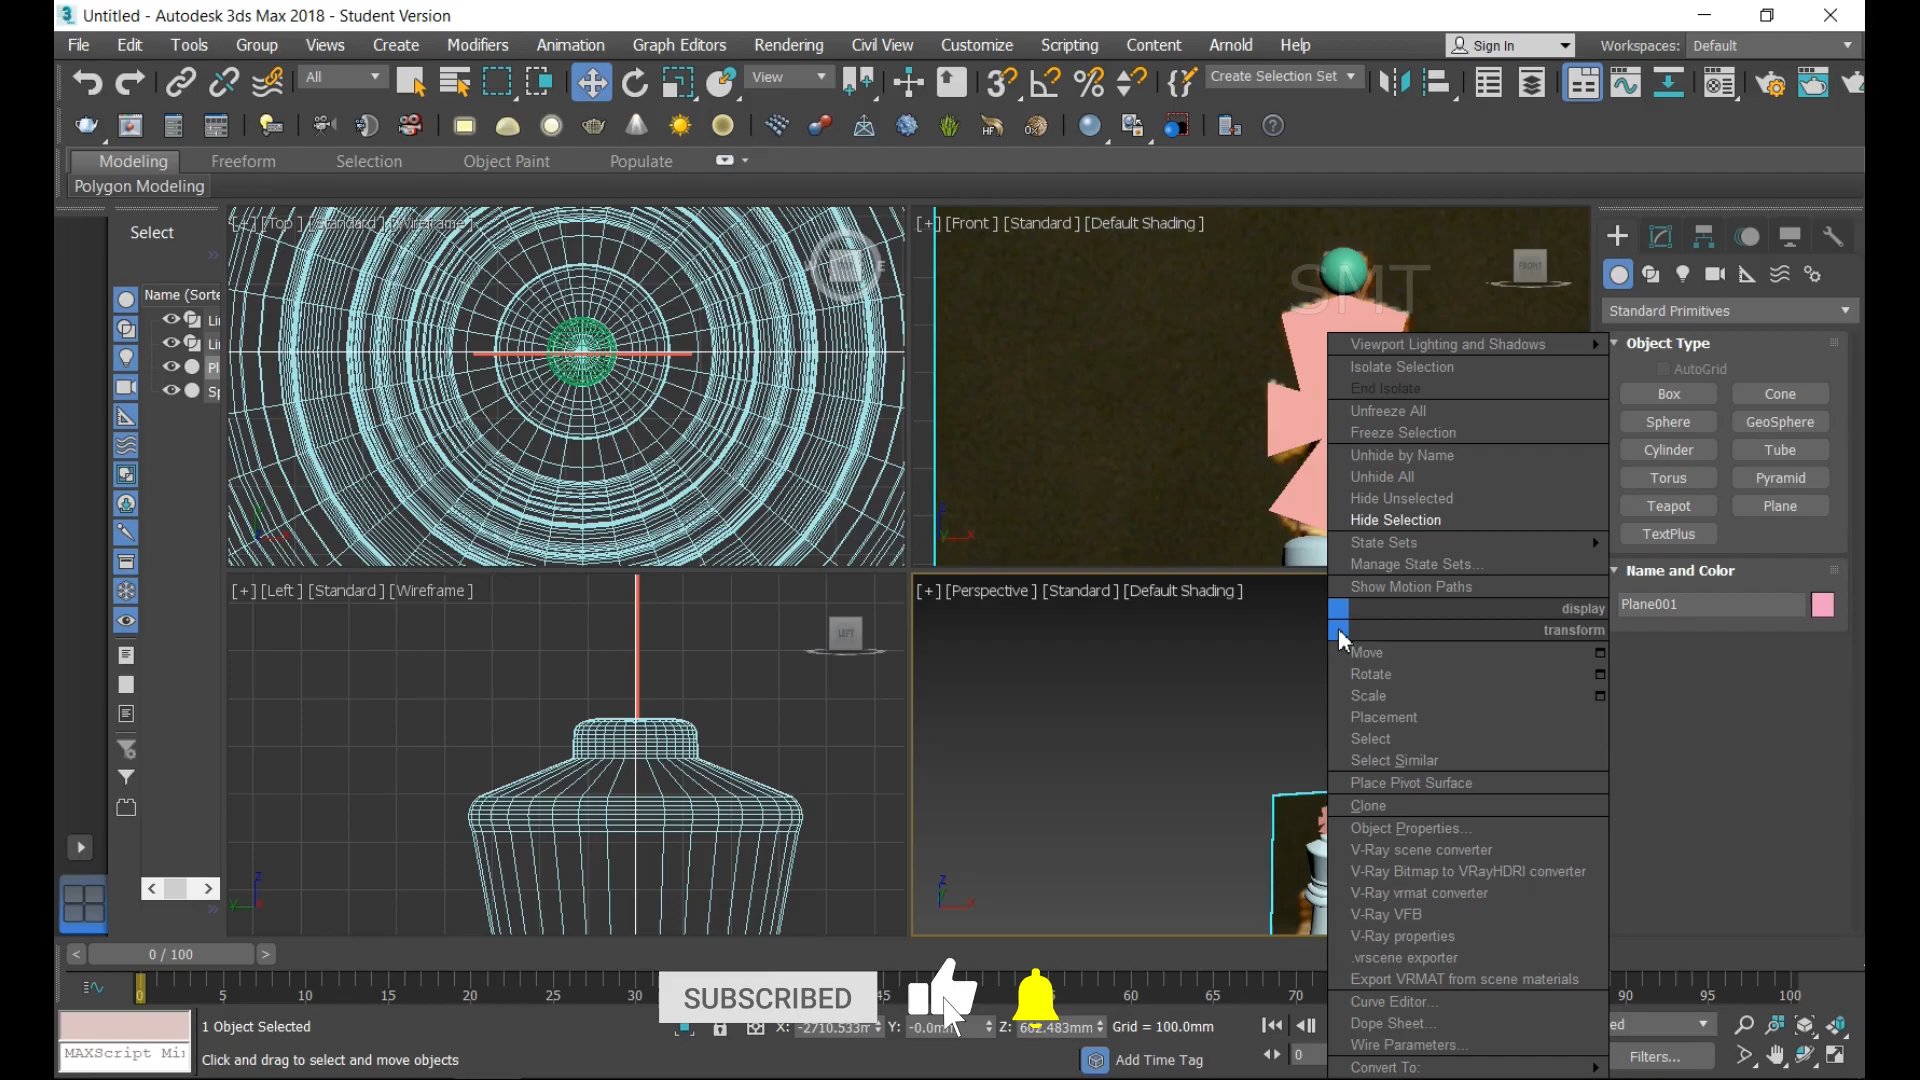 Untitled - Autodesk 3ds Max 2018 - Student Version
File Edit Tools Group Views Create Modifiers Animation Graph Editors Rendering Civil View Customize Scripting Content Arnold Help Sign In Workspaces: Default
All View Create Selection Set
Modeling Freeform Selection Object Paint Populate
Polygon Modeling
Select
Name (Sorte
Li
Li
Pl
Sp
[+] [Top ] [Standard ] [Wireframe ]
[+] [Front ] [Standard ] [Default Shading ]
SMT
FRONT
[+] [Left ] [Standard ] [Wireframe ]
LEFT
[+] [Perspective ] [Standard ] [Default Shading ]
Viewport Lighting and Shadows
Isolate Selection
End Isolate
Unfreeze All
Freeze Selection
Unhide by Name
Unhide All
Hide Unselected
Hide Selection
State Sets
Manage State Sets...
Show Motion Paths
display
transform
Move
Rotate
Scale
Placement
Select
Select Similar
Place Pivot Surface
Clone
Object Properties...
V-Ray scene converter
V-Ray Bitmap to VRayHDRI converter
V-Ray vrmat converter
V-Ray VFB
V-Ray properties
.vrscene exporter
Export VRMAT from scene materials
Curve Editor...
Dope Sheet...
Wire Parameters...
Convert To:
Standard Primitives
Object Type
AutoGrid
Box Cone
Sphere GeoSphere
Cylinder Tube
Torus Pyramid
Teapot Plane
TextPlus
Name and Color
Plane001
0 / 100
0 5 10 15 20 25 30 45 60 65 70 90 95 100
SUBSCRIBED
1 Object Selected X: -2710.533m Y: -0.0m Z: 662.483mm Grid = 100.0mm
MAXScript Mi
Click and drag to select and move objects
Add Time Tag
0
ed
Filters...